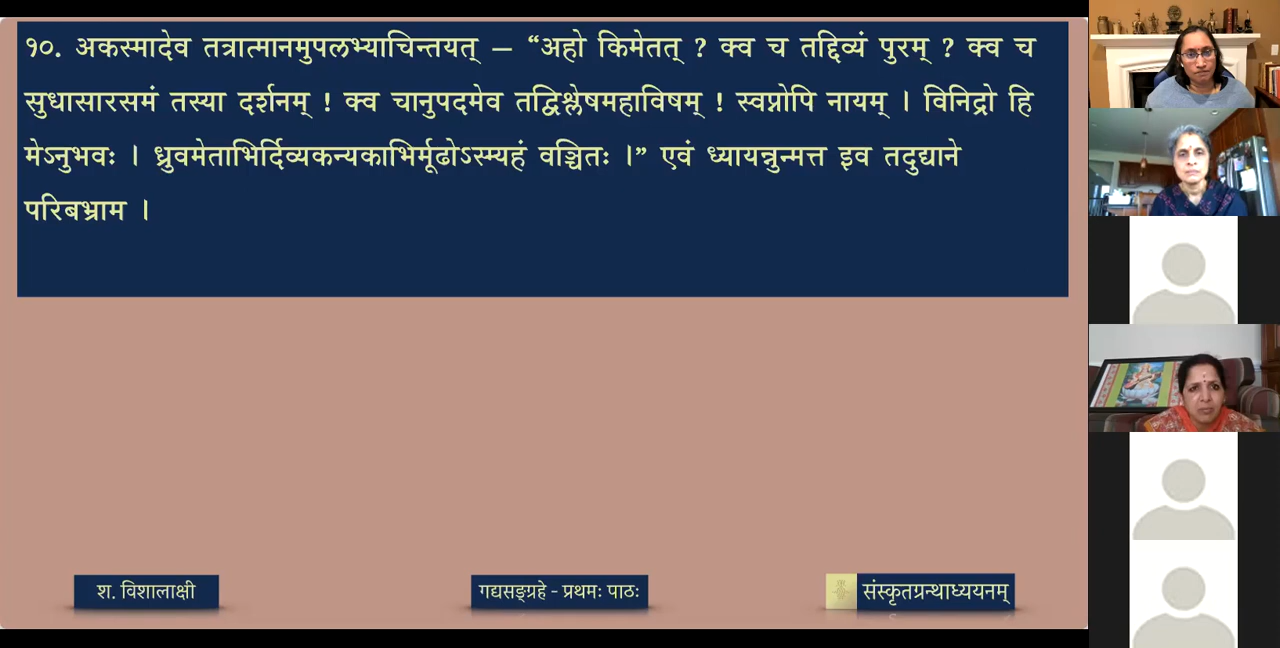 १०. अकस्मादेव तत्रात्मानमुपलभ्याचिन्तयत् – “अहो किमेतत् ? क्व च तद्दिव्यं पुरम् ? क्व च
सुधासारसमं तस्या दर्शनम् ! क्व चानुपदमेव तद्विश्लेषमहाविषम् ! स्वप्नोपि नायम् । विनिद्रो हि
मेऽनुभवः । ध्रुवमेताभिर्दिव्यकन्यकाभिर्मूढोऽस्म्यहं वञ्चितः ।” एवं ध्यायन्नुन्मत्त इव तदुद्याने
परिबभ्राम ।
श. विशालाक्षी
गद्यसङ्ग्रहे - प्रथमः पाठः
संस्कृतग्रन्थाध्ययनम्